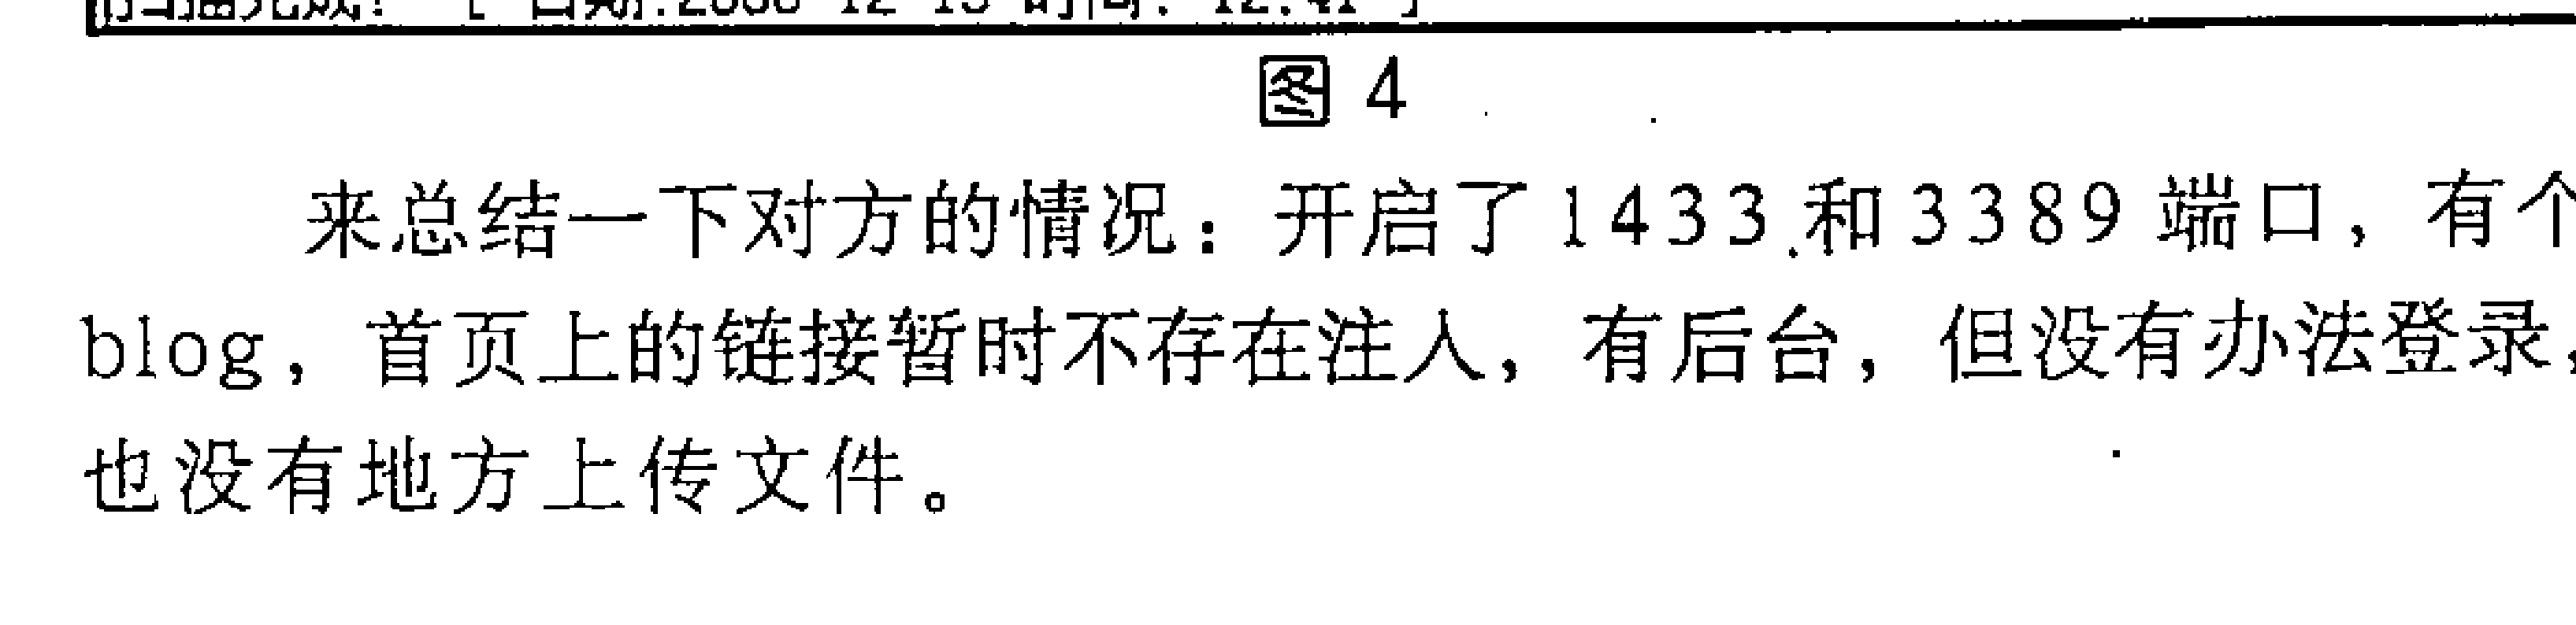 图 4
来总结一下对方的情况：开启了1433和3389端口，有个
blog，首页上的链接暂时不存在注入，有后台，但没有办法登录，
也没有地方上传文件。